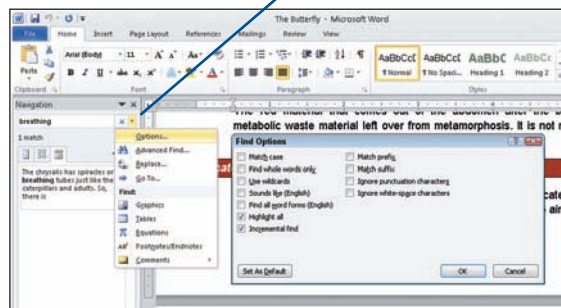 The Butterfly - Microsoft Word
File Home Insert Page Layout References Mailings Review View
Arial (Body) 11
Paste
B I U abc x, x²
AaBbCcI AaBbCcI AaBbC AaBbCc
¶ Normal ¶ No Spaci... Heading 1 Heading 2
Clipboard Font Paragraph Styles
Navigation
breathing
1 match
The chrysalis has spiracles or
breathing tubes just like the
caterpillars and adults. So,
there is
Options...
Advanced Find...
Replace...
Go To...
Find:
Graphics
Tables
Equations
Footnotes/Endnotes
Comments
The red material that comes out of the abdomen after the b
metabolic waste material left over from metamorphosis. It is not
Find Options
Match case
Find whole words only
Use wildcards
Sounds like (English)
Find all word forms (English)
Highlight all
Incremental find
Match prefix
Match suffix
Ignore punctuation characters
Ignore white-space characters
Set As Default OK Cancel